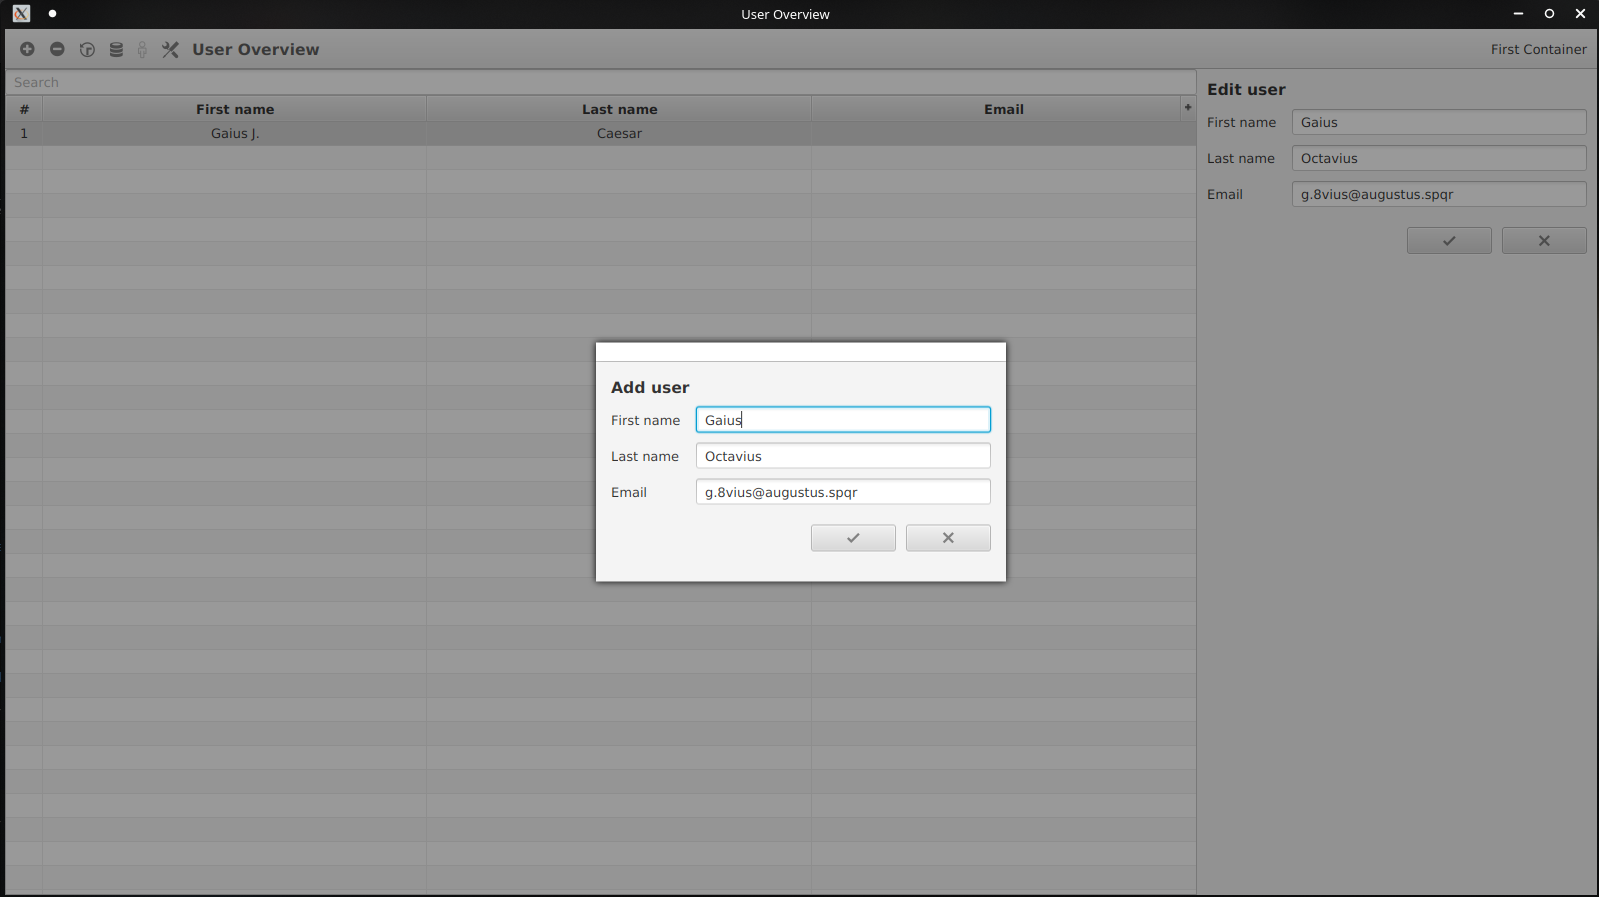 User Overview
User Overview
First Container
Search
# First name Last name Email +
1 Gaius J. Caesar
Edit user
First name Gaius
Last name Octavius
Email g.8vius@augustus.spqr
Add user
First name Gaius
Last name Octavius
Email g.8vius@augustus.spqr